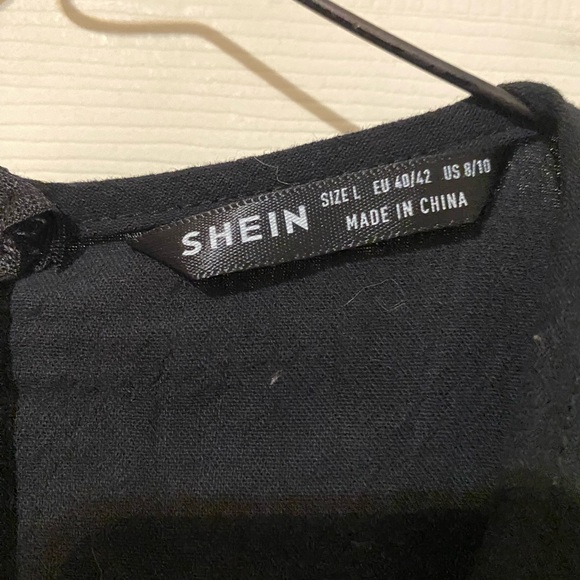 SHEIN
SIZE L EU 40/42 US 8/10
MADE IN CHINA